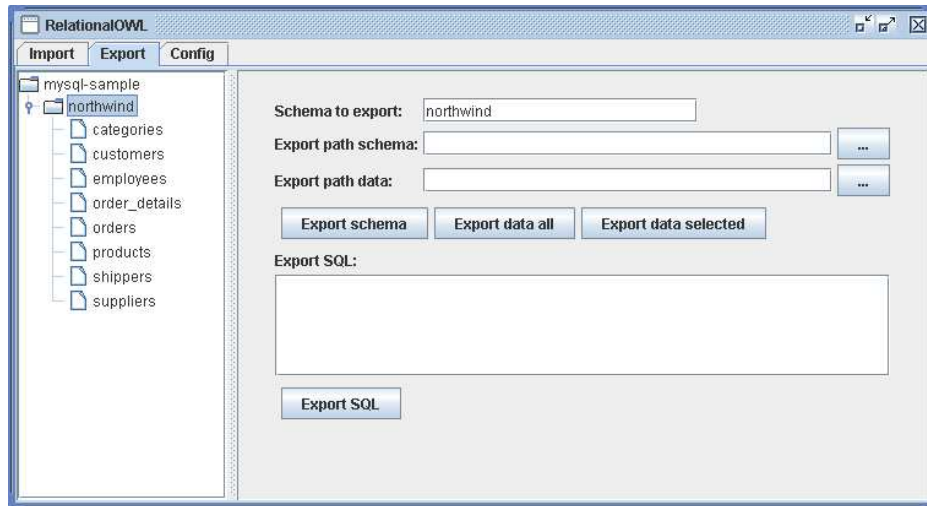 RelationalOWL
Import Export Config
mysql-sample
northwind
categories
customers
employees
order_details
orders
products
shippers
suppliers
Schema to export: northwind
Export path schema: ...
Export path data: ...
Export schema Export data all Export data selected
Export SQL:
Export SQL